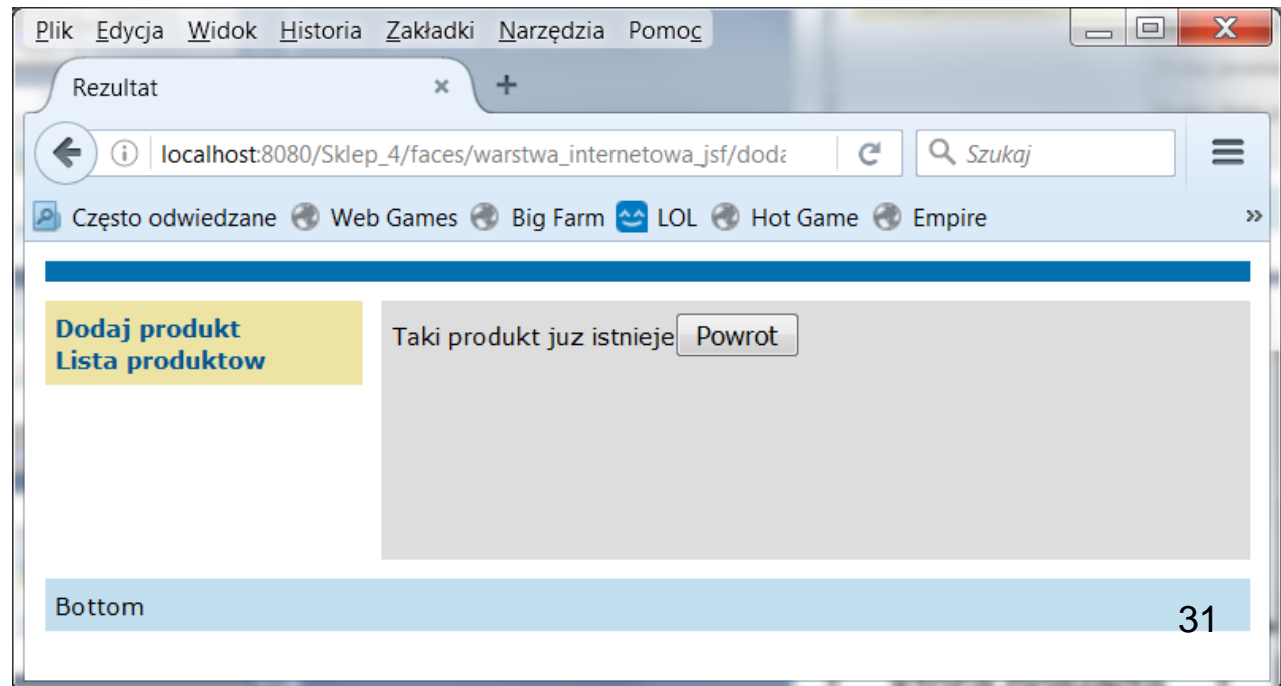 Plik Edycja Widok Historia Zakładki Narzędzia Pomoc
Rezultat
localhost:8080/Sklep_4/faces/warstwa_internetowa_jsf/doda
Szukaj
Często odwiedzane Web Games Big Farm LOL Hot Game Empire
Dodaj produkt
Lista produktow
Taki produkt juz istnieje Powrot
Bottom
31